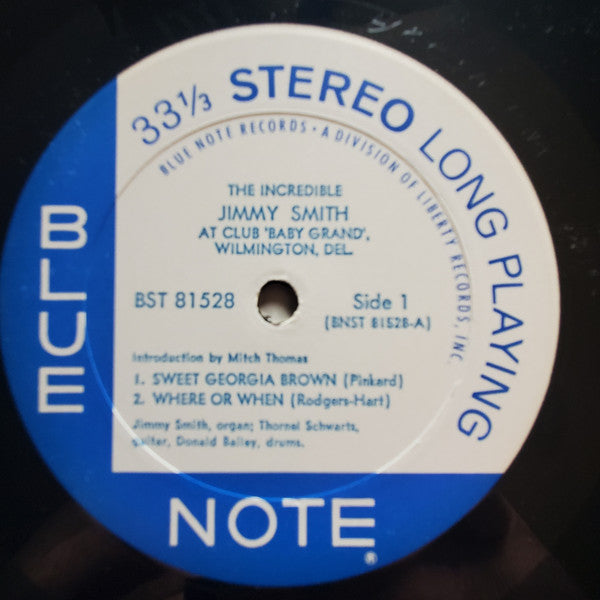 33⅓ STEREO LONG PLAYING
BLUE NOTE RECORDS • A DIVISION OF LIBERTY RECORDS, INC.
THE INCREDIBLE
JIMMY SMITH
AT CLUB 'BABY GRAND',
WILMINGTON, DEL.
BST 81528
Side 1
(BNST 81528-A)
Introduction by Mitch Thomas
1. SWEET GEORGIA BROWN (Pinkard)
2. WHERE OR WHEN (Rodgers-Hart)
Jimmy Smith, organ; Thornel Schwartz,
guiter, Donald Bailey, drums.
BLUE
NOTE®